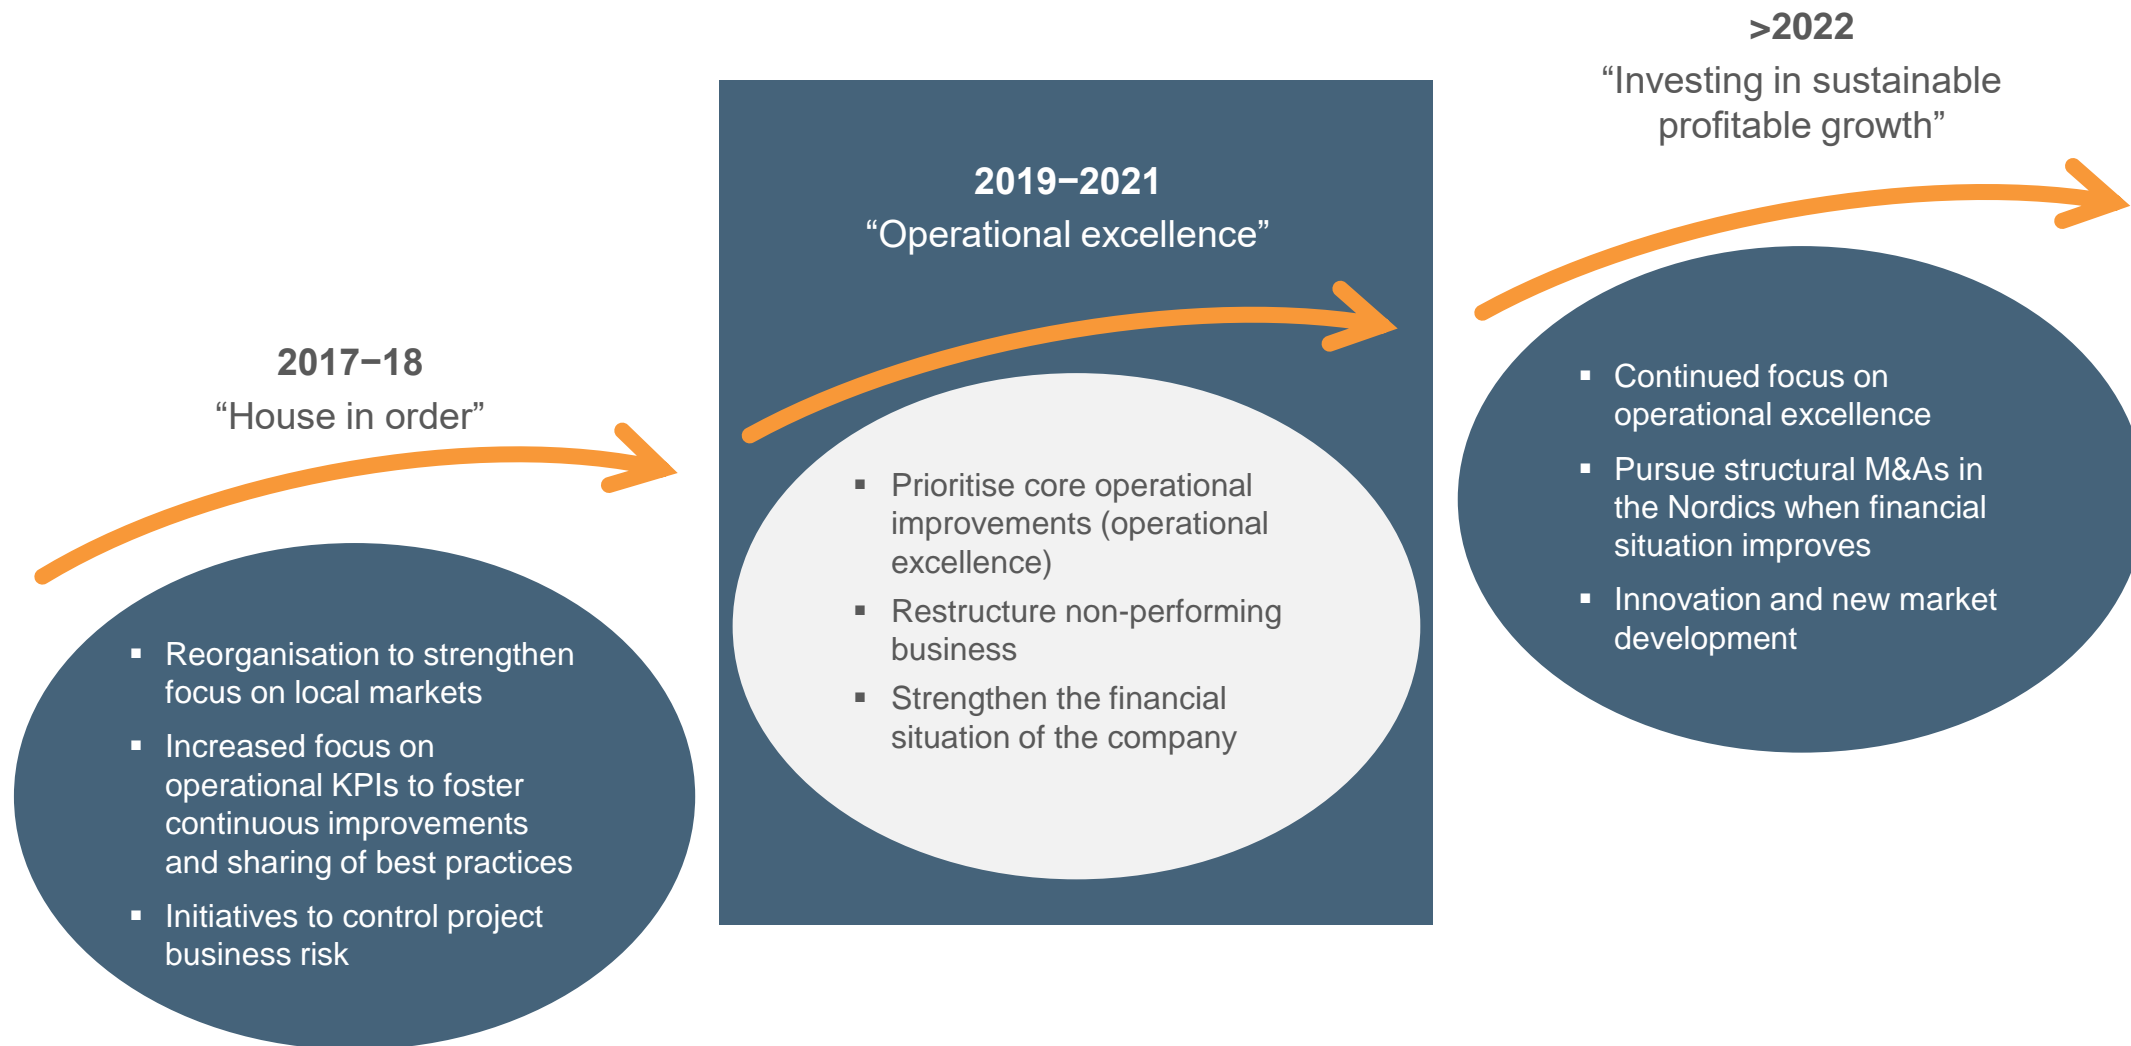 2017−18
“House in order”
▪ Reorganisation to strengthen
focus on local markets
▪ Increased focus on
operational KPIs to foster
continuous improvements
and sharing of best practices
▪ Initiatives to control project
business risk
2019−2021
“Operational excellence”
▪ Prioritise core operational
improvements (operational
excellence)
▪ Restructure non-performing
business
▪ Strengthen the financial
situation of the company
>2022
“Investing in sustainable
profitable growth”
▪ Continued focus on
operational excellence
▪ Pursue structural M&As in
the Nordics when financial
situation improves
▪ Innovation and new market
development